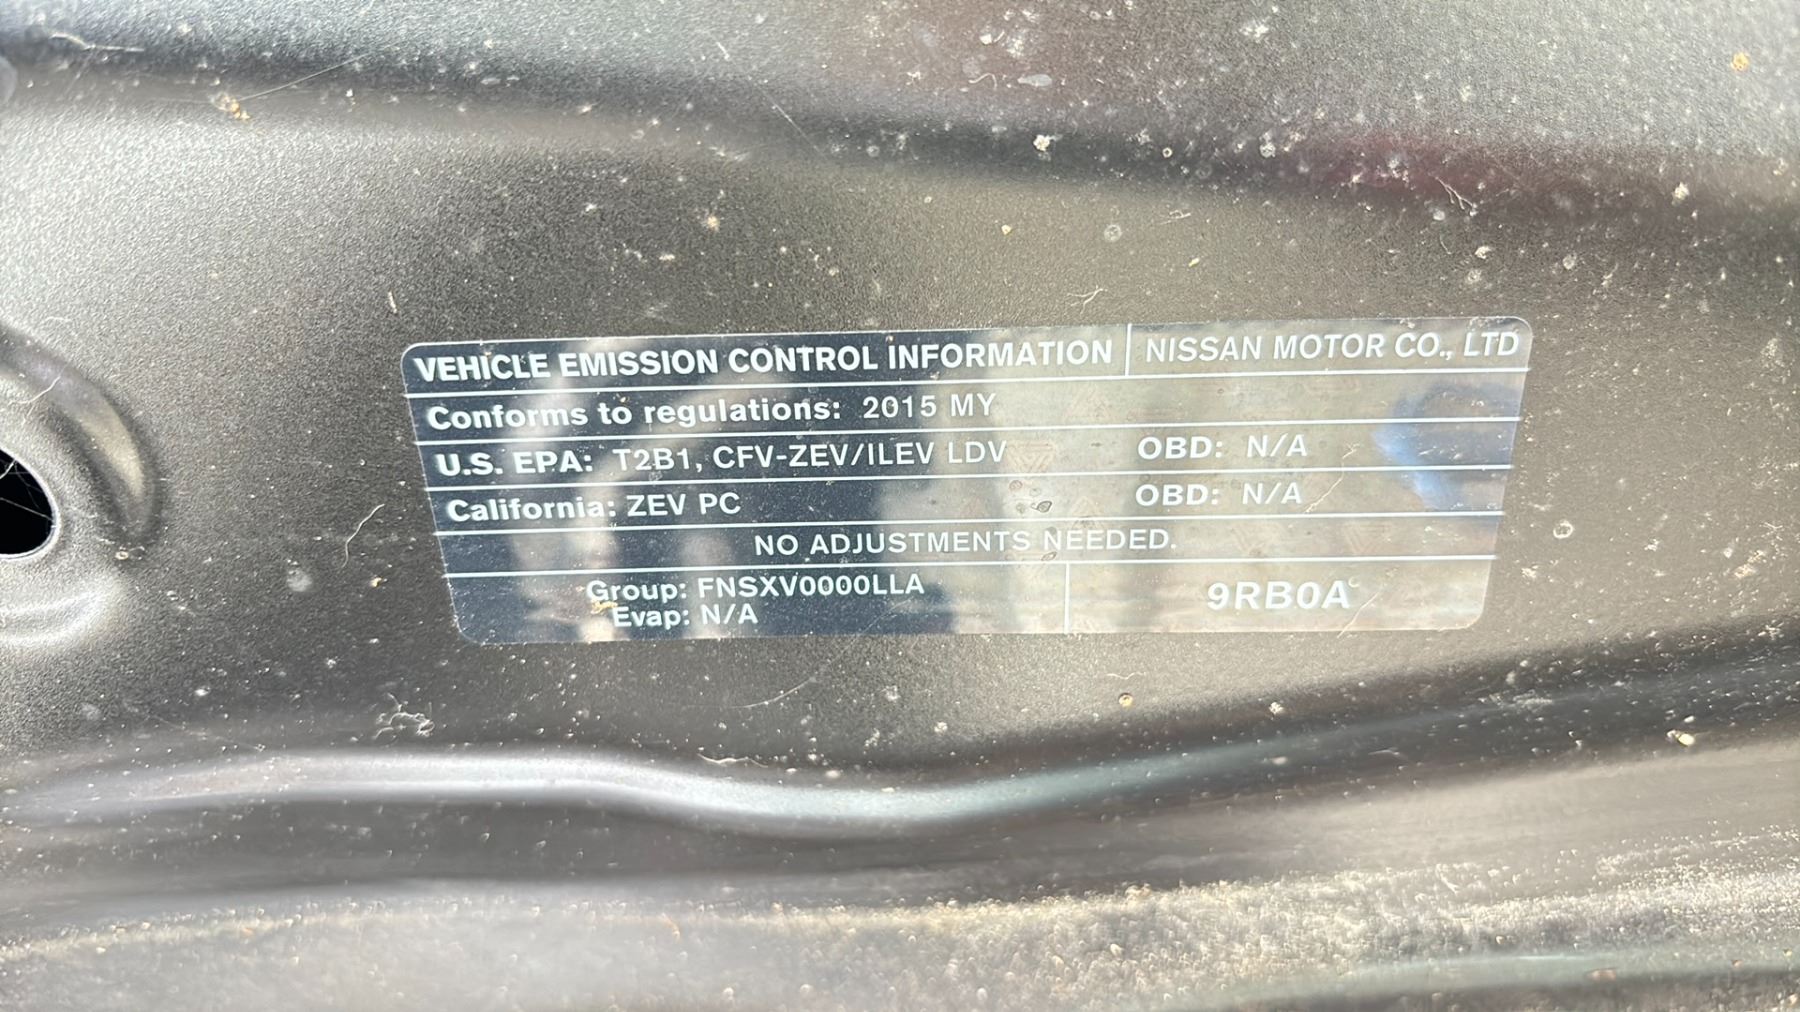 VEHICLE EMISSION CONTROL INFORMATION NISSAN MOTOR CO., LTD
Conforms to regulations: 2015 MY
U.S. EPA: T2B1, CFV-ZEV/ILEV LDV OBD: N/A
California: ZEV PC OBD: N/A
NO ADJUSTMENTS NEEDED.
Group: FNSXV0000LLA
Evap: N/A
9RB0A